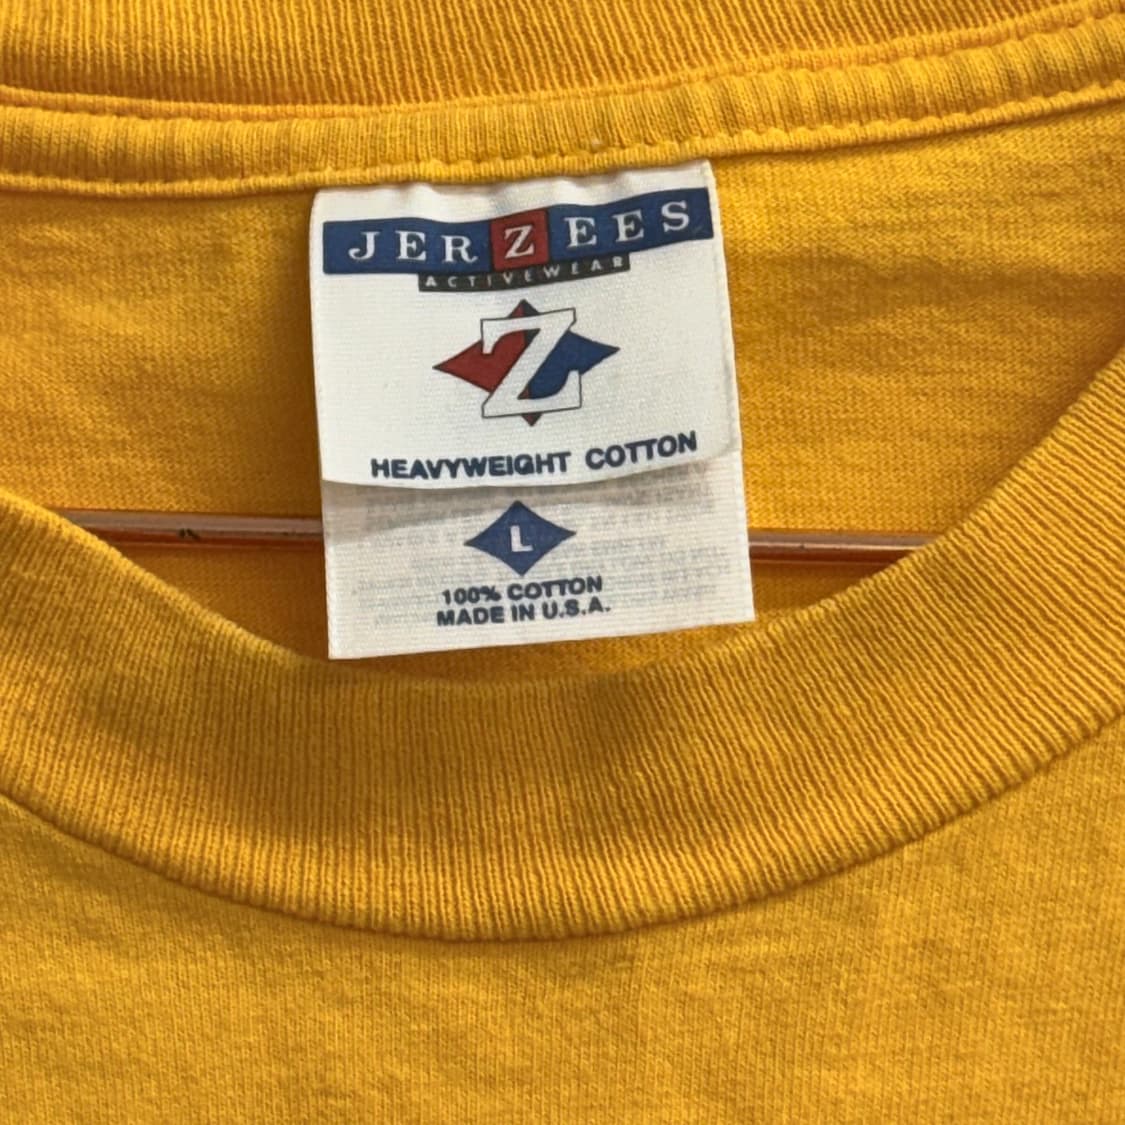 JERZEES
ACTIVEWEAR
Z
HEAVYWEIGHT COTTON
L
100% COTTON
MADE IN U.S.A.